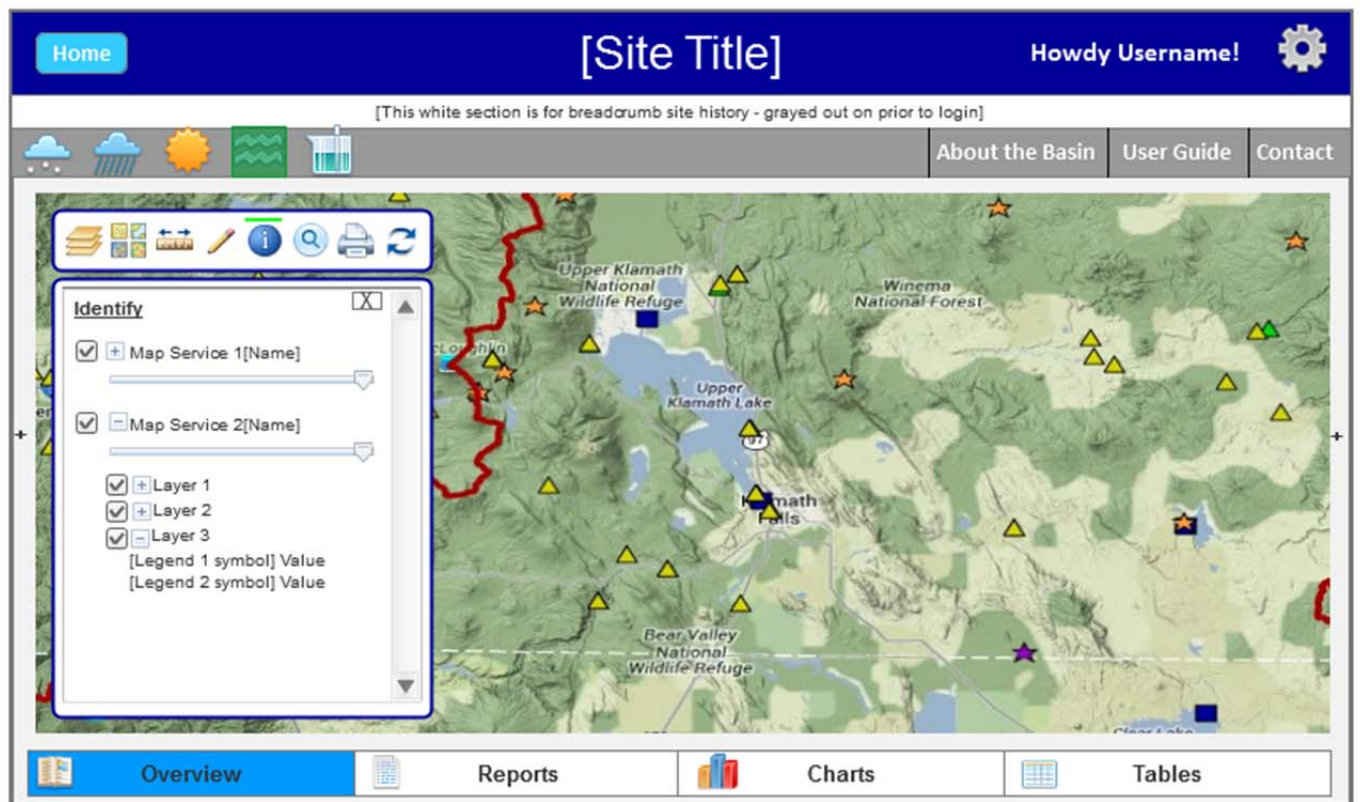 Home
[Site Title]
Howdy Username!
[This white section is for breadcrumb site history - grayed out on prior to login]
About the Basin
User Guide
Contact
Identify
X
Map Service 1[Name]
Map Service 2[Name]
Layer 1
Layer 2
Layer 3
[Legend 1 symbol] Value
[Legend 2 symbol] Value
Upper Klamath
National
Wildlife Refuge
Winema
National Forest
Upper
Klamath Lake
97
Falls
Bear Valley
National
Wildlife Refuge
Clear Lake
Overview
Reports
Charts
Tables